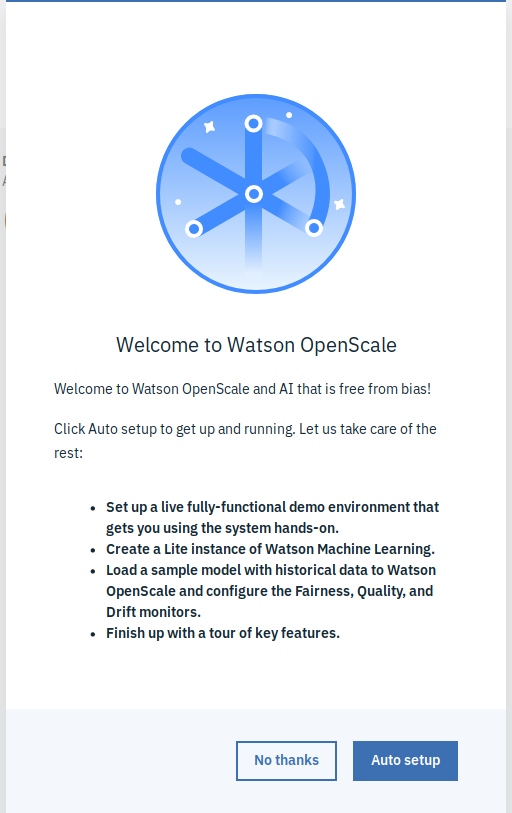 Welcome to Watson OpenScale
Welcome to Watson OpenScale and AI that is free from bias!
Click Auto setup to get up and running. Let us take care of the
rest:
• Set up a live fully-functional demo environment that
gets you using the system hands-on.
• Create a Lite instance of Watson Machine Learning.
• Load a sample model with historical data to Watson
OpenScale and configure the Fairness, Quality, and
Drift monitors.
• Finish up with a tour of key features.
No thanks
Auto setup